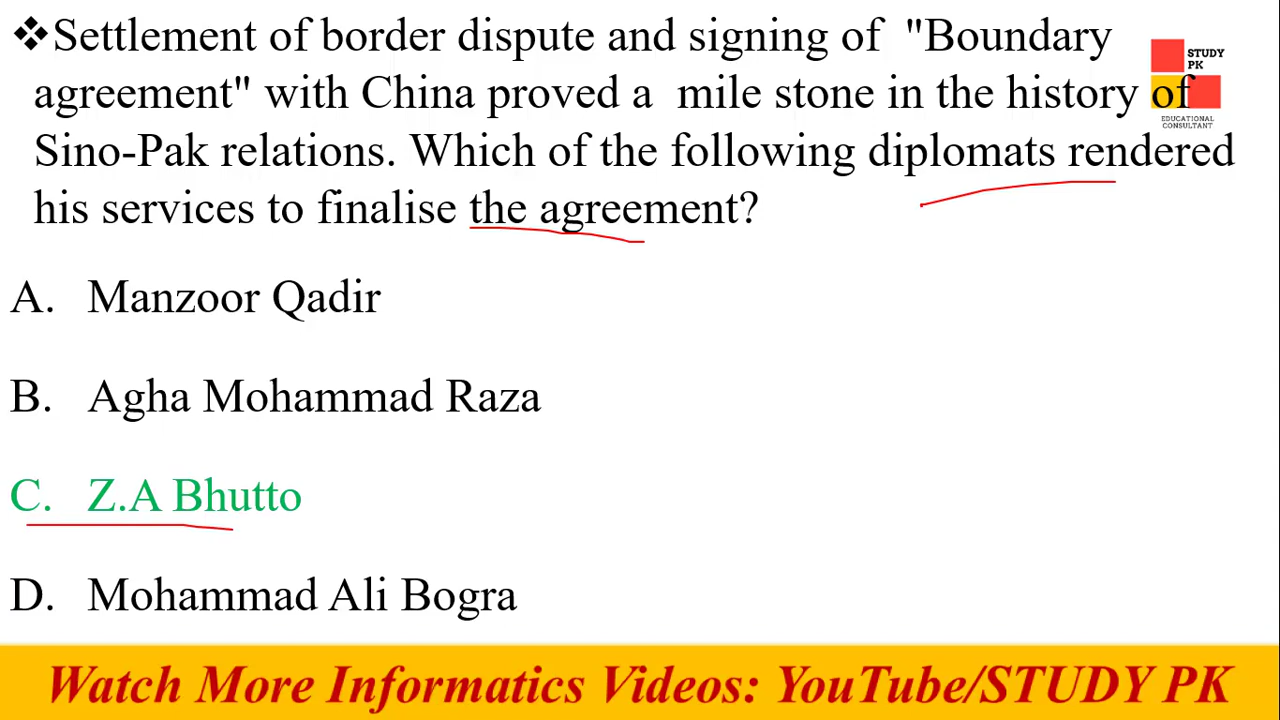 ❖Settlement of border dispute and signing of "Boundary
agreement" with China proved a mile stone in the history of
Sino-Pak relations. Which of the following diplomats rendered
his services to finalise the agreement?
STUDY
PK
EDUCATIONAL
CONSULTANT
A. Manzoor Qadir
B. Agha Mohammad Raza
C. Z.A Bhutto
D. Mohammad Ali Bogra
Watch More Informatics Videos: YouTube/STUDY PK